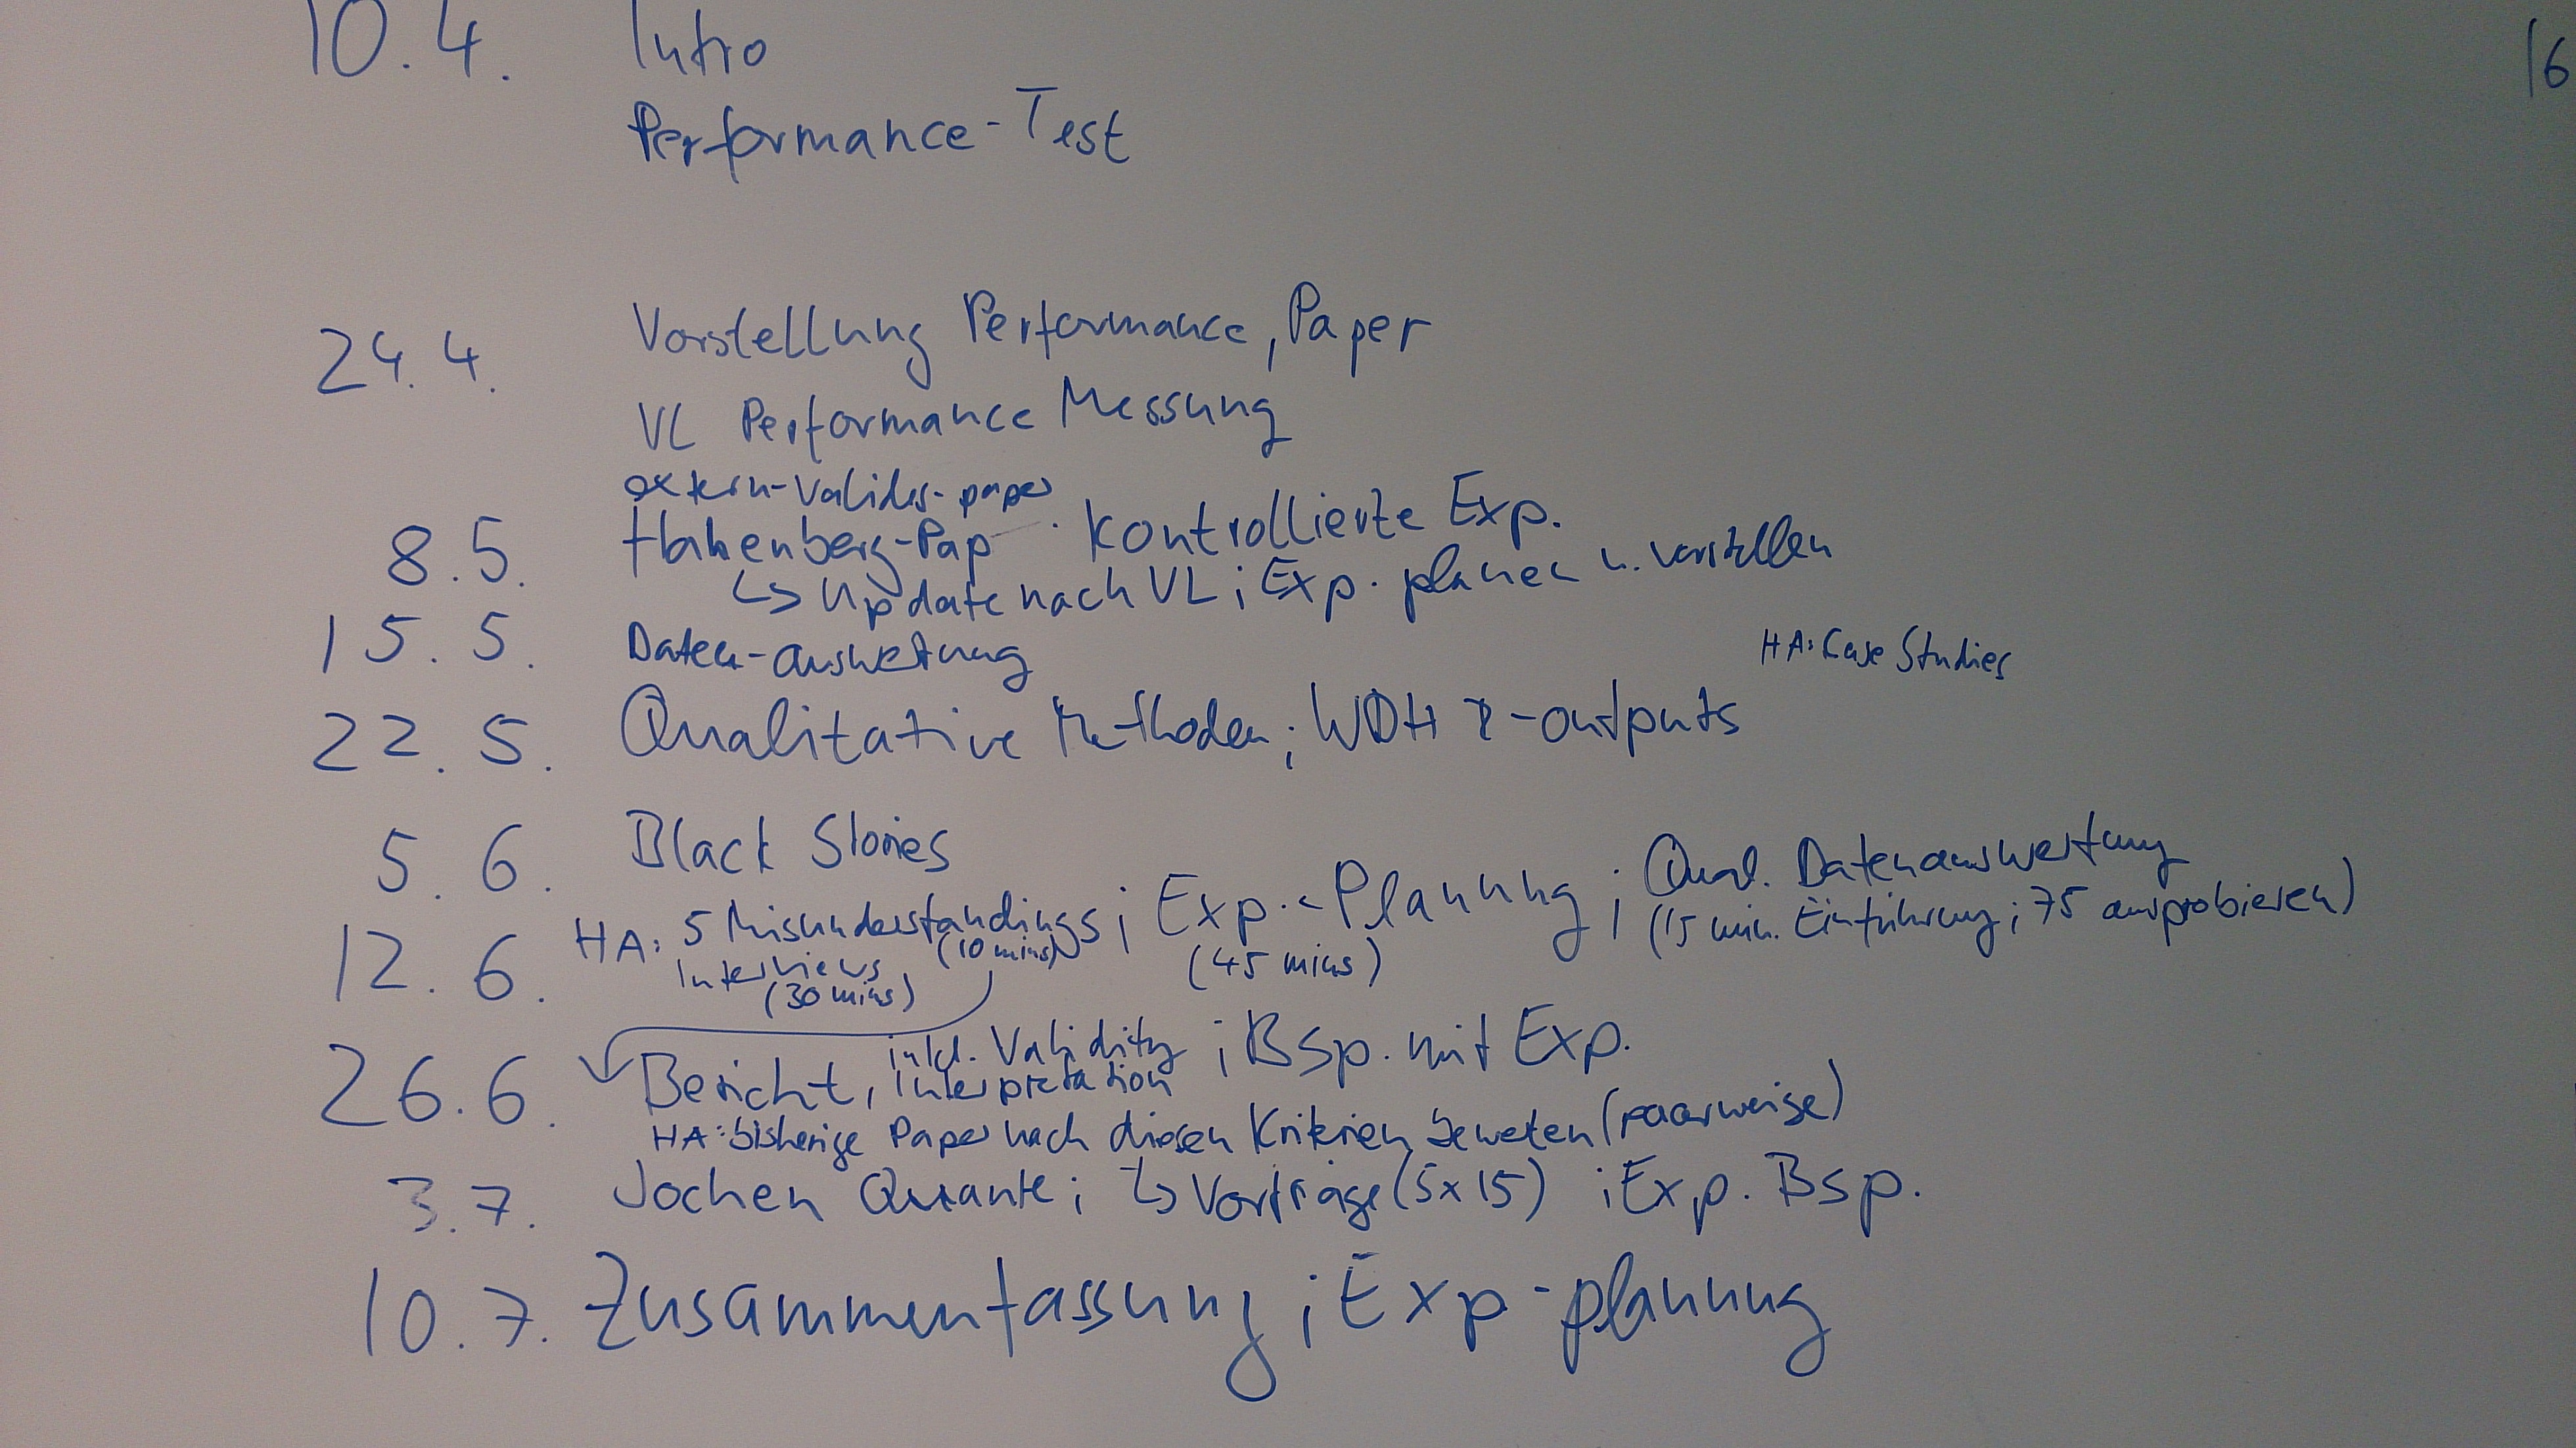 10.4. Intro
16
Performance-Test
24.4. Vorstellung Performance, Paper
VL Performance Messung
extern-Validit-paper
8.5. Hanenberg-Pap. Kontrollierte Exp.
↳ Update nach VL; Exp. planen u. vorstellen
15.5. Daten-auswertung
HA: Case Studies
22.5. Qualitative Methoden; WDH R-outputs
5.6. Black Stories
12.6. HA: 5 Misunderstandings (10 mins); Exp.-Planung; Qual. Datenauswertung
Interviews (45 mins) (15 min. Einführung; 75 ausprobieren)
(30 mins)
inkl. Validity ; Bsp. mit Exp.
26.6. Bericht, Interpretation
HA: bisherige Paper nach diesen Kriterien bewerten (paarweise)
3.7. Jochen Quante; ↳ Vorträge (5x15) ; Exp. Bsp.
10.7. Zusammenfassung; Exp-planung